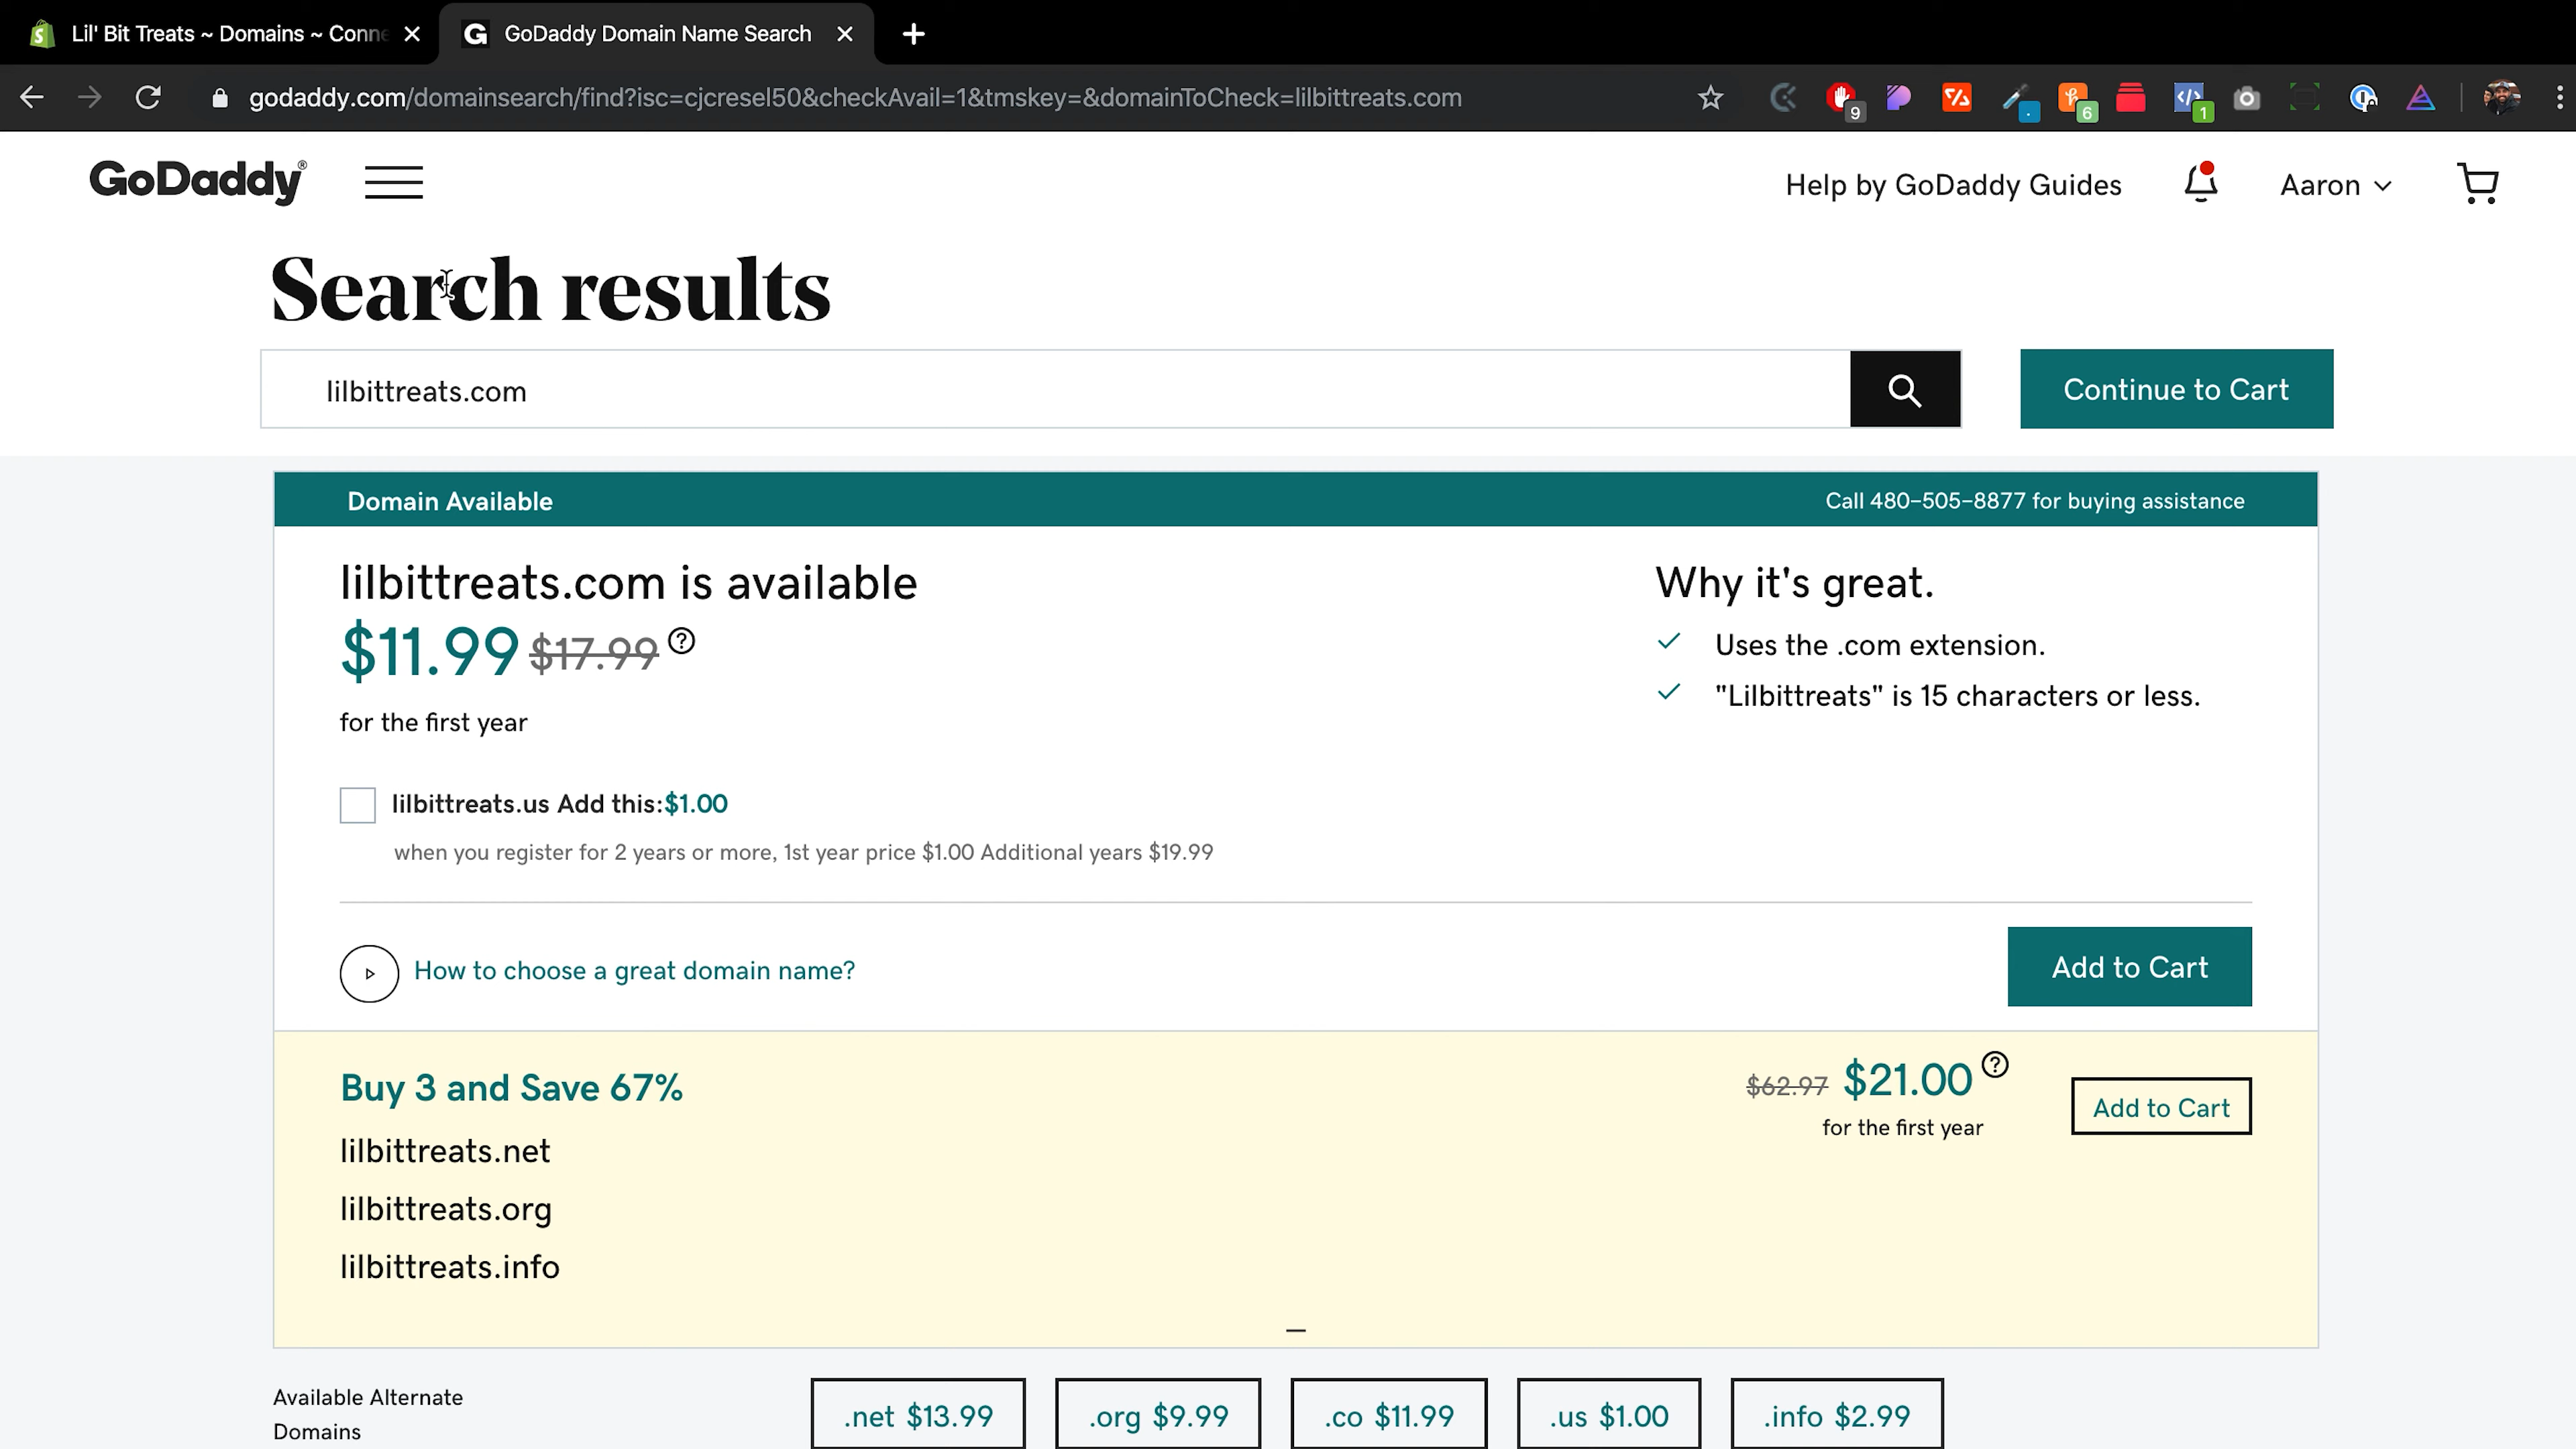 Lil' Bit Treats ~ Domains ~ Conne
GoDaddy Domain Name Search
godaddy.com/domainsearch/find?isc=cjcresel50&checkAvail=1&tmskey=&domainToCheck=lilbittreats.com
9
6
1
GoDaddy®
Help by GoDaddy Guides
Aaron
Search results
lilbittreats.com
Continue to Cart
Domain Available
Call 480-505-8877 for buying assistance
lilbittreats.com is available
$11.99 $17.99
for the first year
Why it's great.
Uses the .com extension.
"Lilbittreats" is 15 characters or less.
lilbittreats.us Add this:$1.00
when you register for 2 years or more, 1st year price $1.00 Additional years $19.99
How to choose a great domain name?
Add to Cart
Buy 3 and Save 67%
$62.97 $21.00
for the first year
Add to Cart
lilbittreats.net
lilbittreats.org
lilbittreats.info
Available Alternate
Domains
.net $13.99
.org $9.99
.co $11.99
.us $1.00
.info $2.99